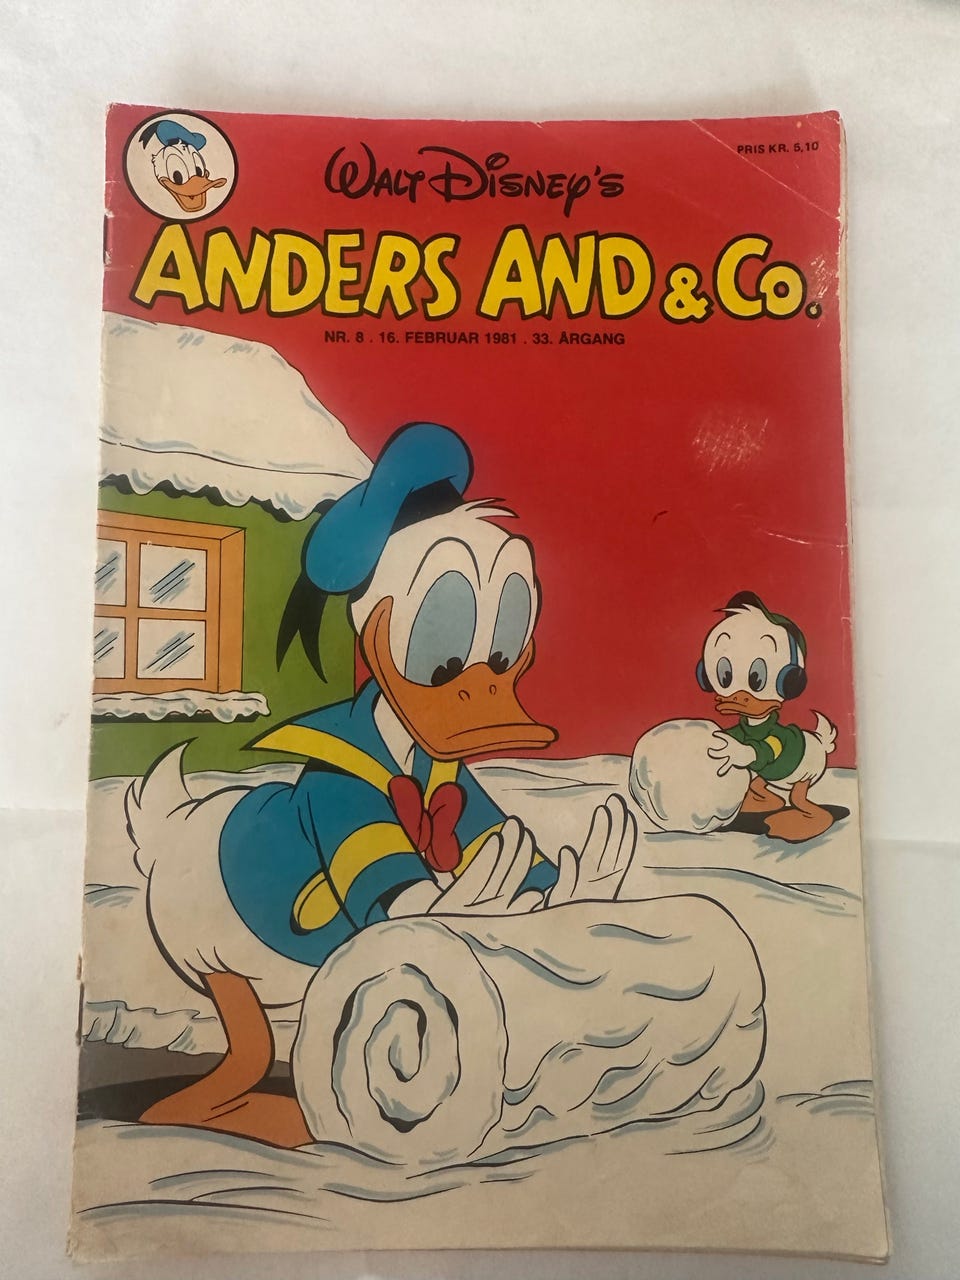 PRIS KR. 5,10
WALT DISNEY'S
ANDERS AND & Co.
NR. 8 . 16. FEBRUAR 1981 . 33. ÅRGANG